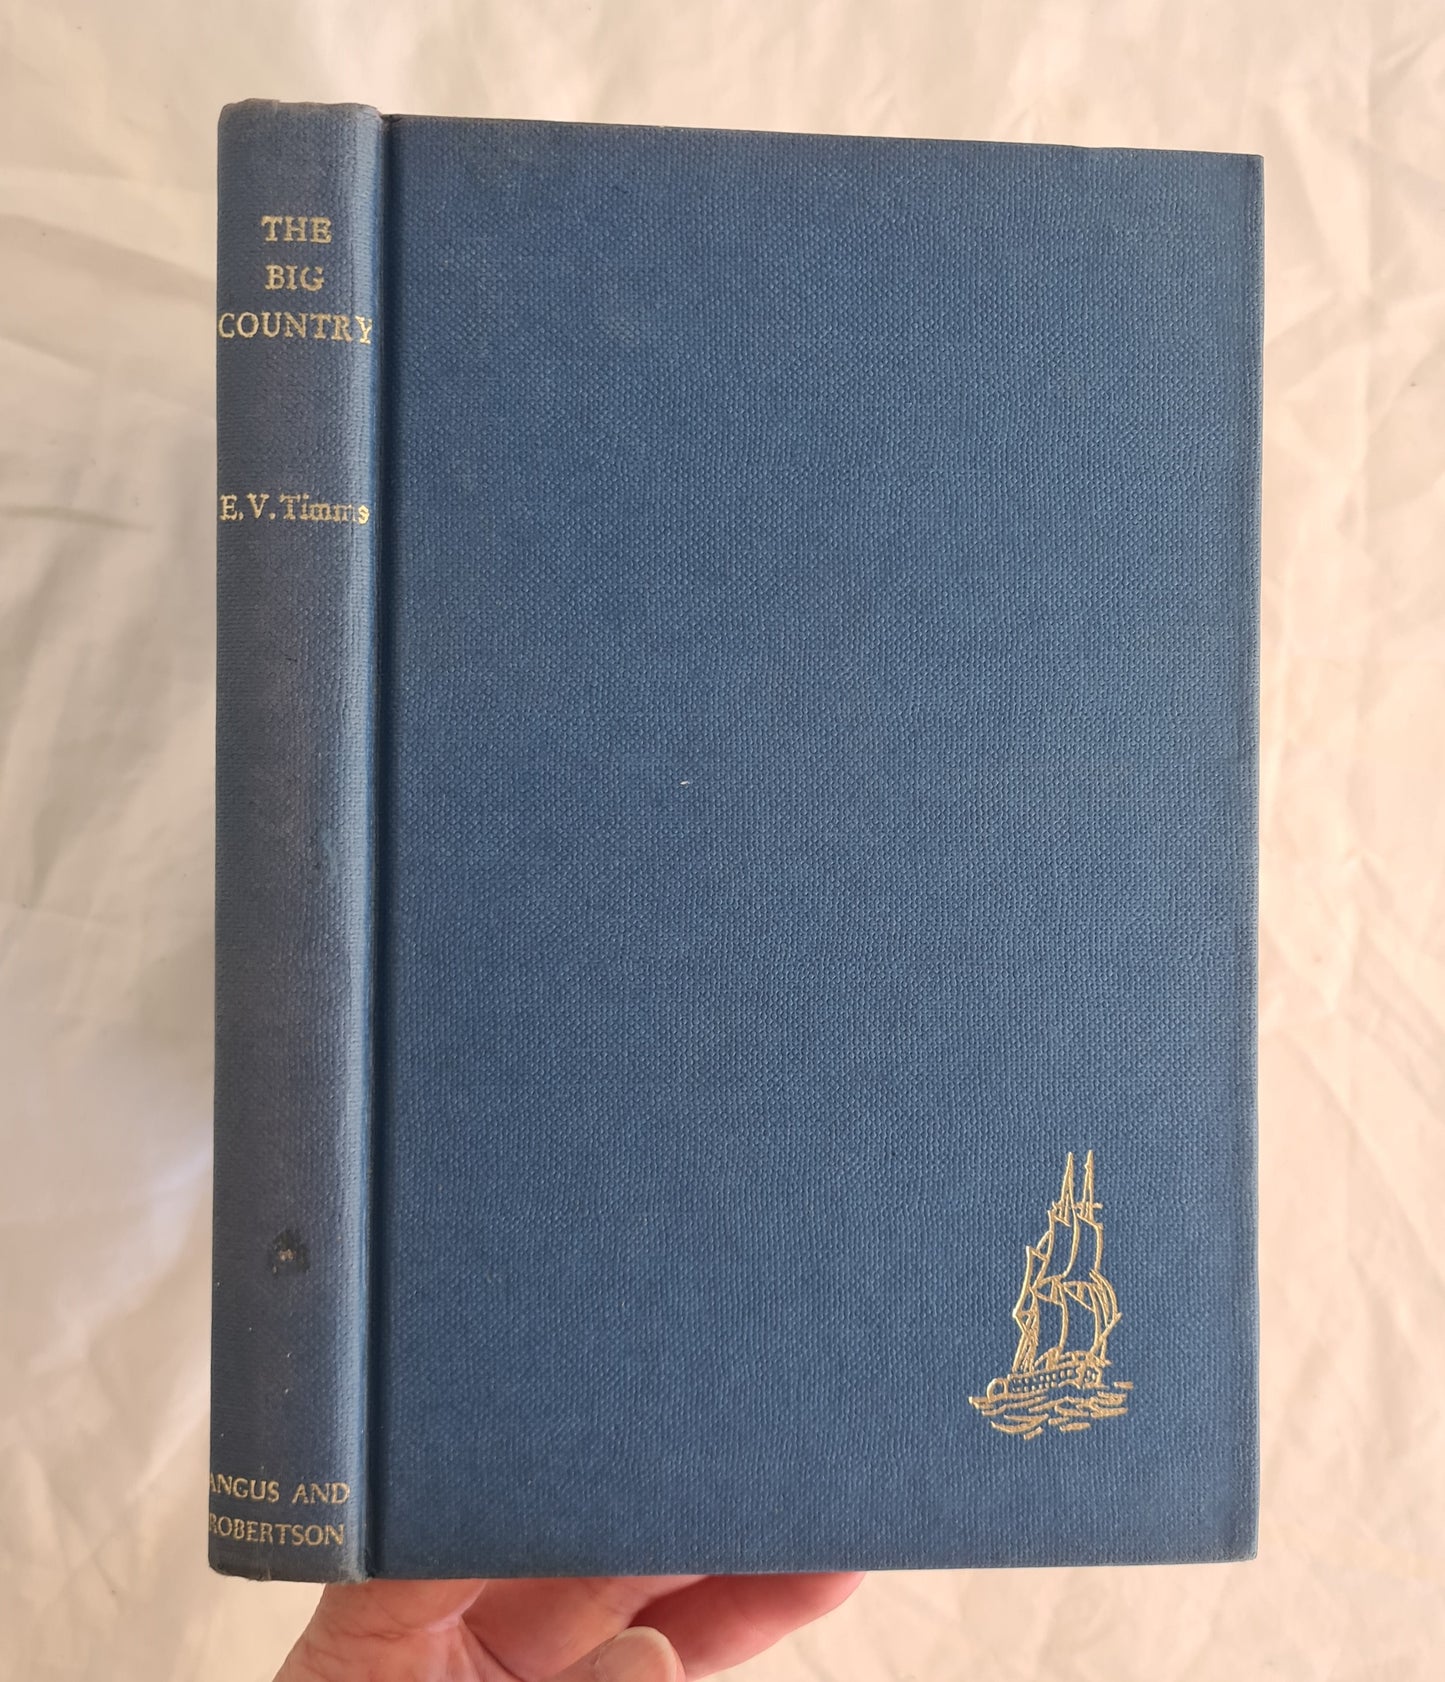 THE
BIG
COUNTRY
E. V. Timms
ANGUS AND
ROBERTSON